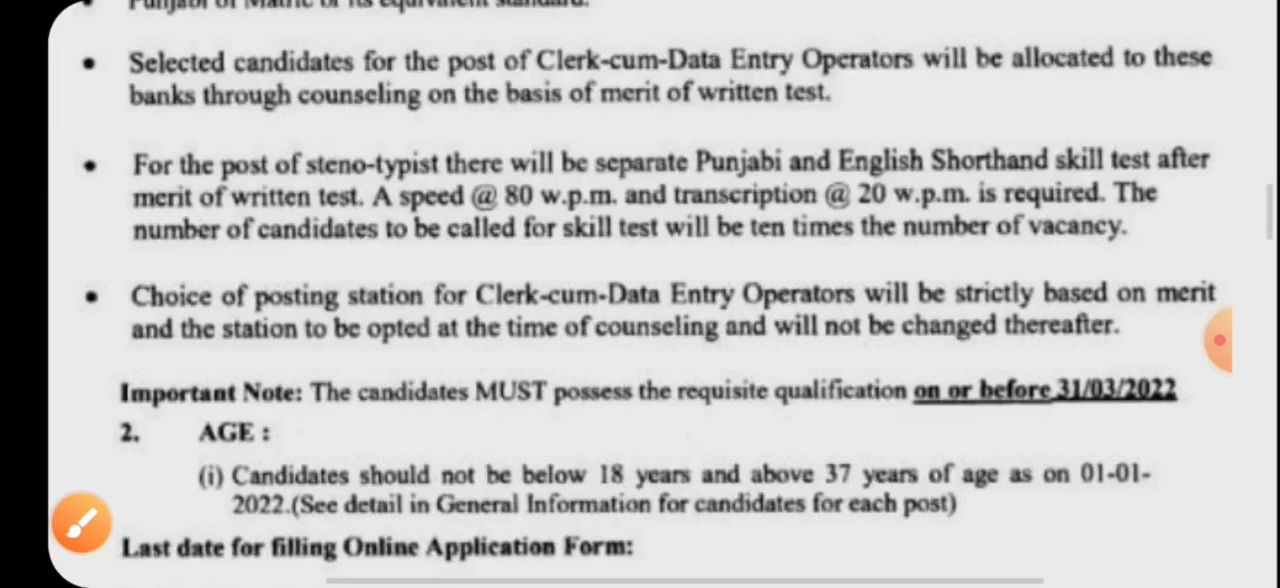 Punjabi of Matric or its equivalent standard.
Selected candidates for the post of Clerk-cum-Data Entry Operators will be allocated to these
banks through counseling on the basis of merit of written test.
For the post of steno-typist there will be separate Punjabi and English Shorthand skill test after
merit of written test. A speed @ 80 w.p.m. and transcription @ 20 w.p.m. is required. The
number of candidates to be called for skill test will be ten times the number of vacancy.
Choice of posting station for Clerk-cum-Data Entry Operators will be strictly based on merit
and the station to be opted at the time of counseling and will not be changed thereafter.
Important Note: The candidates MUST possess the requisite qualification on or before 31/03/2022
2. AGE :
(i) Candidates should not be below 18 years and above 37 years of age as on 01-01-
2022.(See detail in General Information for candidates for each post)
Last date for filling Online Application Form: